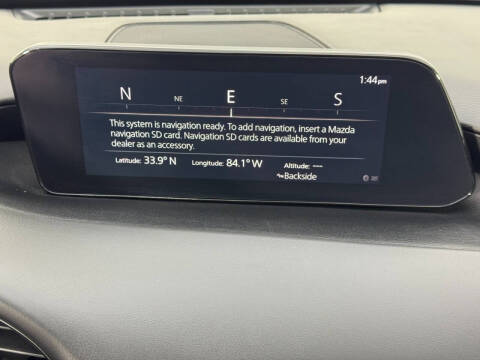 1:44pm
N NE E SE S
This system is navigation ready. To add navigation, insert a Mazda
navigation SD card. Navigation SD cards are available from your
dealer as an accessory.
Latitude: 33.9° N Longitude: 84.1° W Altitude: ---
Backside